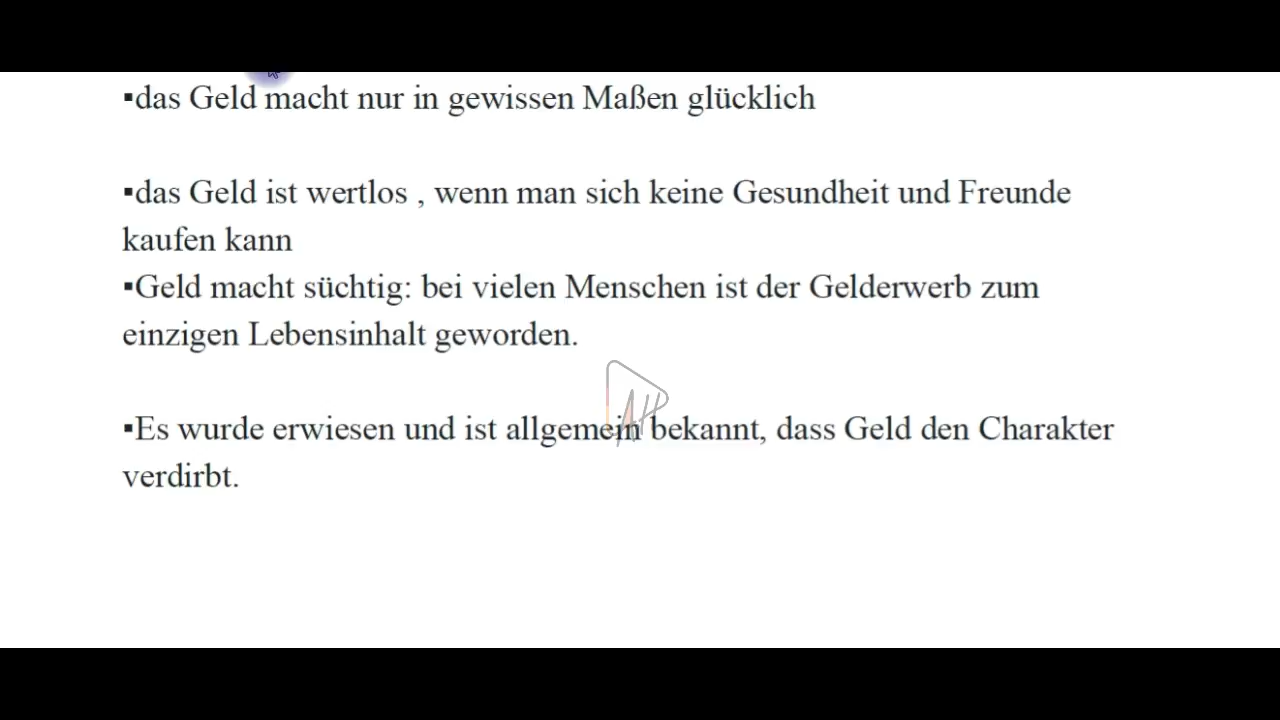 ▪das Geld macht nur in gewissen Maßen glücklich
▪das Geld ist wertlos , wenn man sich keine Gesundheit und Freunde
kaufen kann
▪Geld macht süchtig: bei vielen Menschen ist der Gelderwerb zum
einzigen Lebensinhalt geworden.
▪Es wurde erwiesen und ist allgemein bekannt, dass Geld den Charakter
verdirbt.